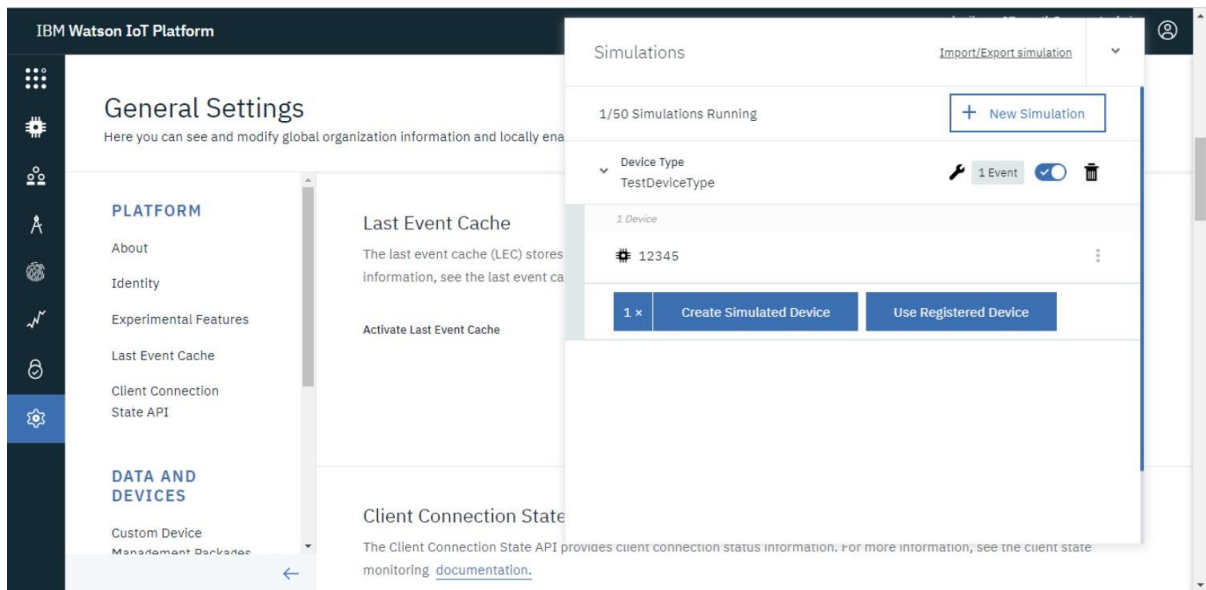 IBM Watson IoT Platform
General Settings
Here you can see and modify global organization information and locally ena
PLATFORM
About
Identity
Experimental Features
Last Event Cache
Client Connection
State API
DATA AND
DEVICES
Custom Device
Management Packages
Last Event Cache
The last event cache (LEC) stores
information, see the last event ca
Activate Last Event Cache
Client Connection State
The Client Connection State API provides client connection status information. For more information, see the client state
monitoring documentation.
Simulations
Import/Export simulation
1/50 Simulations Running
+ New Simulation
Device Type
TestDeviceType
1 Event
1 Device
12345
1 × Create Simulated Device Use Registered Device